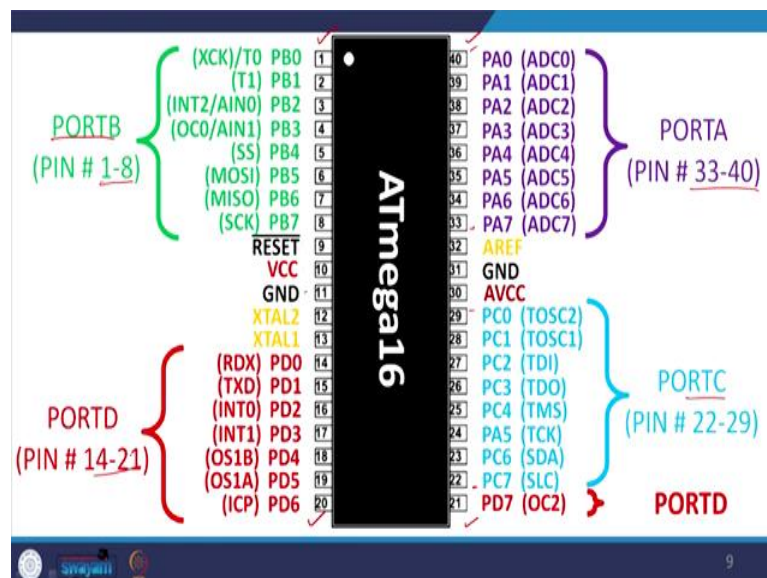 (XCK)/T0 PB0 1
(T1) PB1 2
(INT2/AIN0) PB2 3
(OC0/AIN1) PB3 4
(SS) PB4 5
(MOSI) PB5 6
(MISO) PB6 7
(SCK) PB7 8
RESET 9
VCC 10
GND 11
XTAL2 12
XTAL1 13
(RDX) PD0 14
(TXD) PD1 15
(INT0) PD2 16
(INT1) PD3 17
(OS1B) PD4 18
(OS1A) PD5 19
(ICP) PD6 20
PORTB
(PIN # 1-8)
PORTD
(PIN # 14-21)
ATmega16
40 PA0 (ADC0)
39 PA1 (ADC1)
38 PA2 (ADC2)
37 PA3 (ADC3)
36 PA4 (ADC4)
35 PA5 (ADC5)
34 PA6 (ADC6)
33 PA7 (ADC7)
32 AREF
31 GND
30 AVCC
29 PC0 (TOSC2)
28 PC1 (TOSC1)
27 PC2 (TDI)
26 PC3 (TDO)
25 PC4 (TMS)
24 PA5 (TCK)
23 PC6 (SDA)
22 PC7 (SLC)
21 PD7 (OC2)
PORTA
(PIN # 33-40)
PORTC
(PIN # 22-29)
PORTD
swayam
9